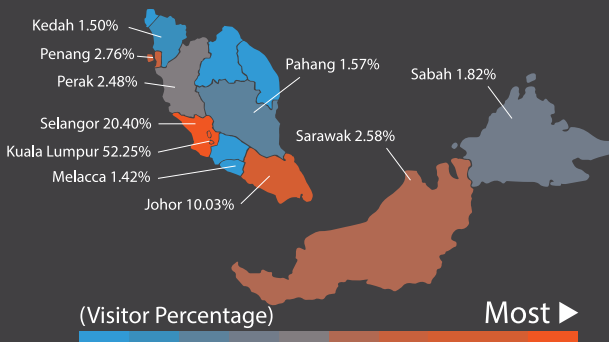 Kedah 1.50%
Penang 2.76%
Perak 2.48%
Selangor 20.40%
Kuala Lumpur 52.25%
Melacca 1.42%
Johor 10.03%
Pahang 1.57%
Sarawak 2.58%
Sabah 1.82%
(Visitor Percentage)
Most ▶